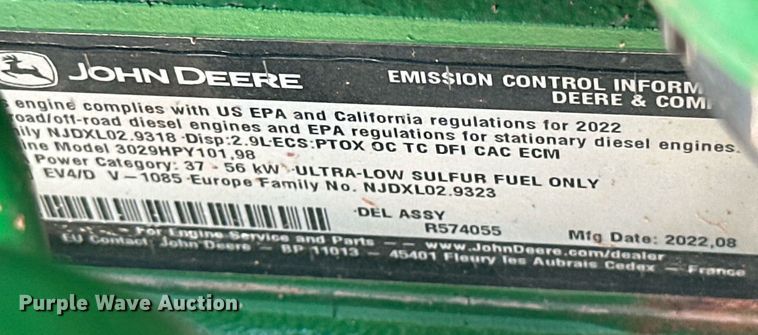 JOHN DEERE
EMISSION CONTROL INFORM
DEERE & COM
engine complies with US EPA and California regulations for 2022
road/off-road diesel engines and EPA regulations for stationary diesel engines.
ily NJDXL02.9318 Disp:2.9L ECS:PTOX OC TC DFI CAC ECM
ine Model 3029HPY101,98
Power Category: 37 - 56 kW ULTRA-LOW SULFUR FUEL ONLY
EV4/D V-1085 Europe Family No. NJDXL02.9323
DEL ASSY
R574055
Mfg Date: 2022,08
For Engine Service and Parts -- www.JohnDeere.com/dealer
EU Contact John Deere - BP 11013 - 45401 Fleury les Aubrais Cedex - France
Purple Wave Auction